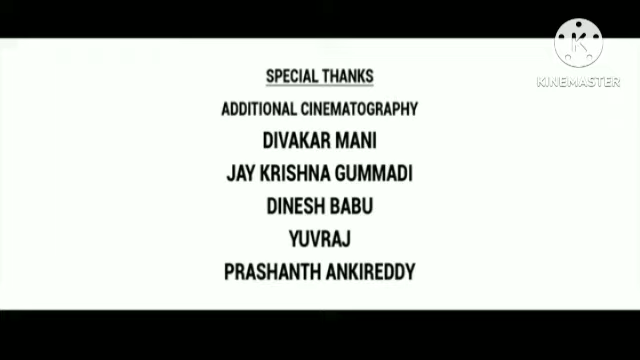 SPECIAL THANKS
ADDITIONAL CINEMATOGRAPHY
DIVAKAR MANI
JAY KRISHNA GUMMADI
DINESH BABU
YUVRAJ
PRASHANTH ANKIREDDY
K
KINEMASTER